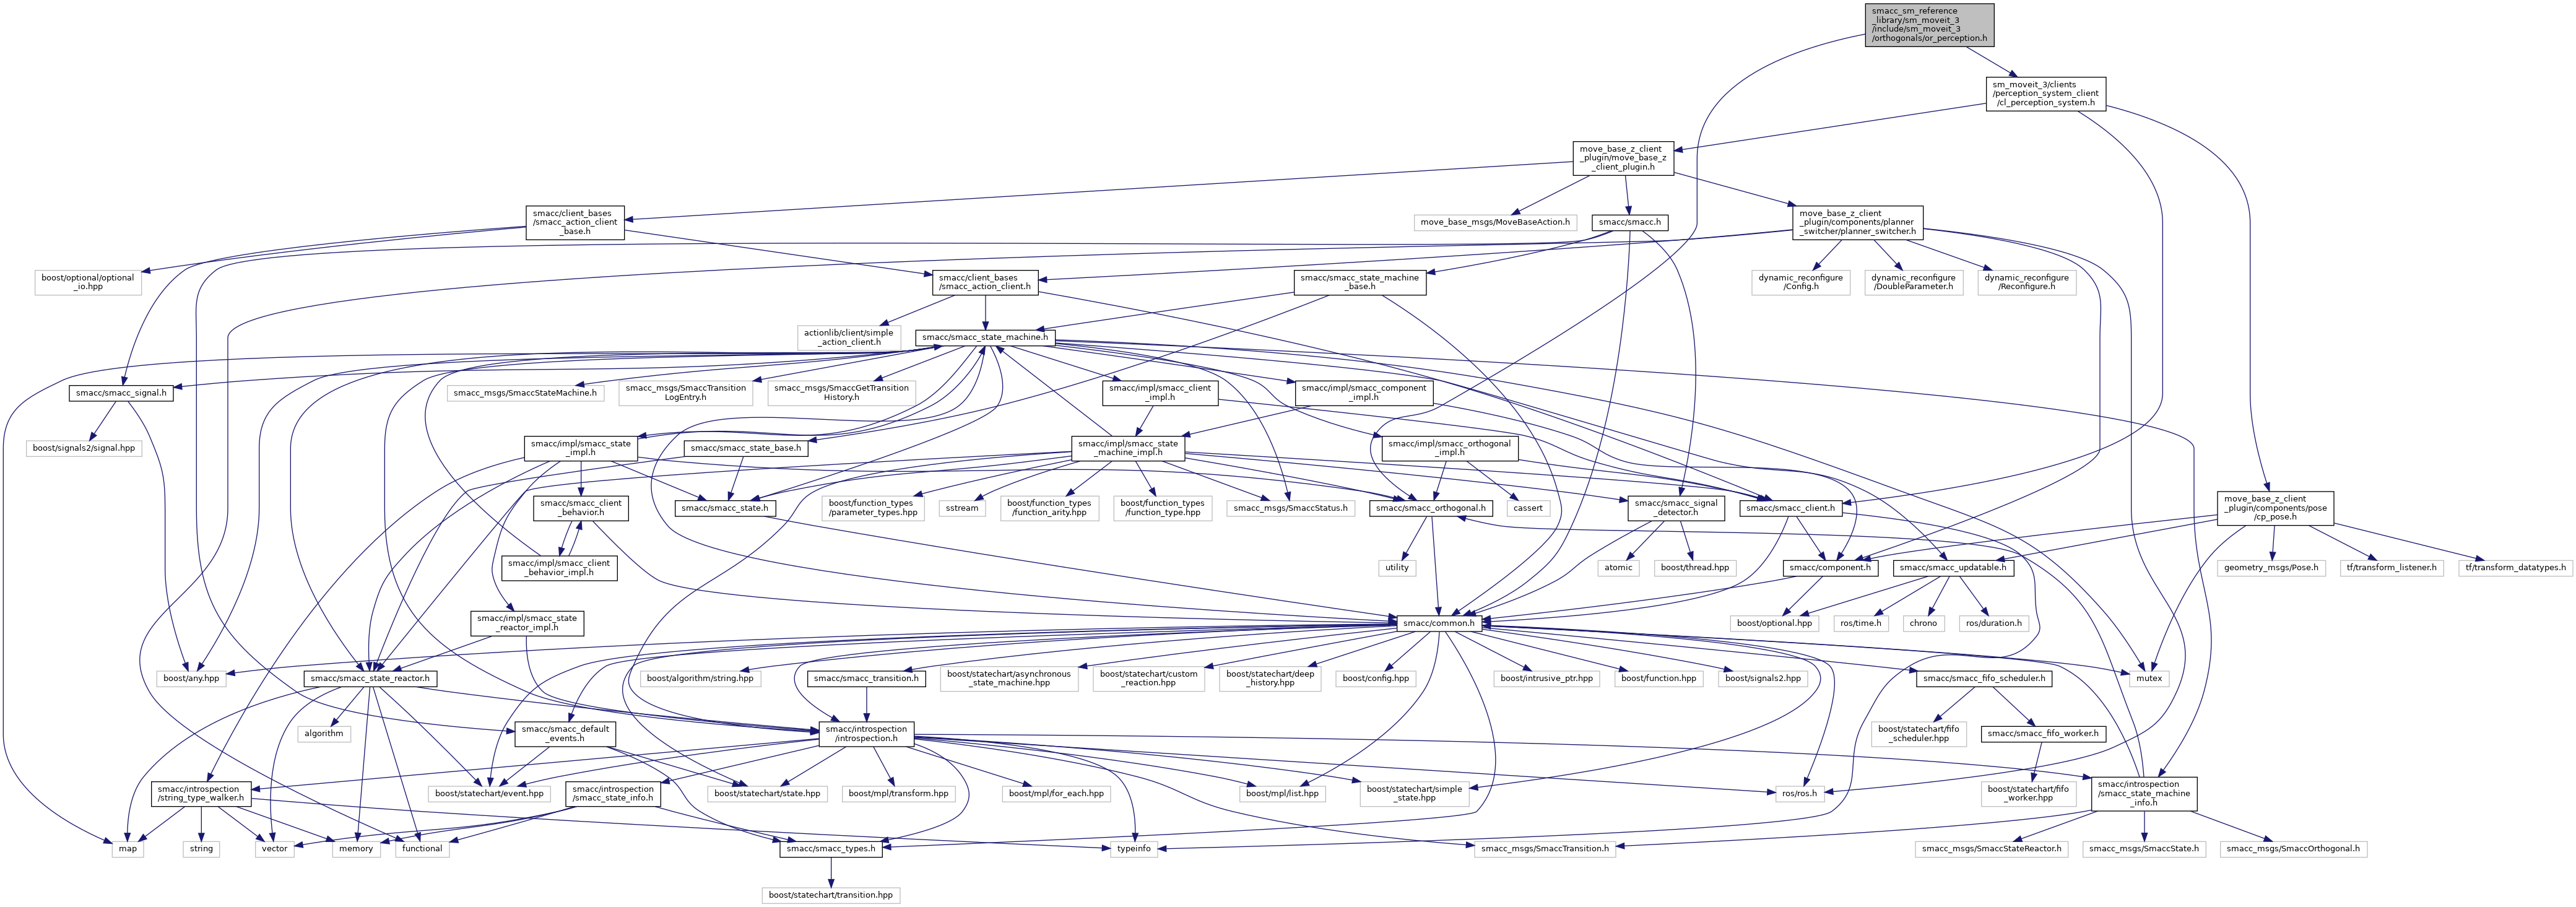 smacc_sm_reference
_library/sm_moveit_3
/include/sm_moveit_3
/orthogonals/or_perception.h
sm_moveit_3/clients
/perception_system_client
/cl_perception_system.h
move_base_z_client
_plugin/move_base_z
_client_plugin.h
smacc/client_bases
/smacc_action_client
_base.h
move_base_msgs/MoveBaseAction.h
smacc/smacc.h
move_base_z_client
_plugin/components/planner
_switcher/planner_switcher.h
boost/optional/optional
_io.hpp
smacc/client_bases
/smacc_action_client.h
smacc/smacc_state_machine
_base.h
dynamic_reconfigure
/Config.h
dynamic_reconfigure
/DoubleParameter.h
dynamic_reconfigure
/Reconfigure.h
actionlib/client/simple
_action_client.h
smacc/smacc_state_machine.h
smacc/smacc_signal.h
smacc_msgs/SmaccStateMachine.h
smacc_msgs/SmaccTransition
LogEntry.h
smacc_msgs/SmaccGetTransition
History.h
smacc/impl/smacc_client
_impl.h
smacc/impl/smacc_component
_impl.h
boost/signals2/signal.hpp
smacc/impl/smacc_state
_impl.h
smacc/smacc_state_base.h
smacc/impl/smacc_state
_machine_impl.h
smacc/impl/smacc_orthogonal
_impl.h
smacc/smacc_client
_behavior.h
smacc/smacc_state.h
boost/function_types
/parameter_types.hpp
sstream
boost/function_types
/function_arity.hpp
boost/function_types
/function_type.hpp
smacc_msgs/SmaccStatus.h
smacc/smacc_orthogonal.h
cassert
smacc/smacc_signal
_detector.h
smacc/smacc_client.h
move_base_z_client
_plugin/components/pose
/cp_pose.h
smacc/impl/smacc_client
_behavior_impl.h
utility
atomic
boost/thread.hpp
smacc/component.h
smacc/smacc_updatable.h
geometry_msgs/Pose.h
tf/transform_listener.h
tf/transform_datatypes.h
smacc/impl/smacc_state
_reactor_impl.h
smacc/common.h
boost/optional.hpp
ros/time.h
chrono
ros/duration.h
boost/any.hpp
smacc/smacc_state_reactor.h
boost/algorithm/string.hpp
smacc/smacc_transition.h
boost/statechart/asynchronous
_state_machine.hpp
boost/statechart/custom
_reaction.hpp
boost/statechart/deep
_history.hpp
boost/config.hpp
boost/intrusive_ptr.hpp
boost/function.hpp
boost/signals2.hpp
smacc/smacc_fifo_scheduler.h
mutex
algorithm
smacc/smacc_default
_events.h
smacc/introspection
/introspection.h
boost/statechart/fifo
_scheduler.hpp
smacc/smacc_fifo_worker.h
smacc/introspection
/string_type_walker.h
boost/statechart/event.hpp
smacc/introspection
/smacc_state_info.h
boost/statechart/state.hpp
boost/mpl/transform.hpp
boost/mpl/for_each.hpp
boost/mpl/list.hpp
boost/statechart/simple
_state.hpp
ros/ros.h
boost/statechart/fifo
_worker.hpp
smacc/introspection
/smacc_state_machine
_info.h
map
string
vector
memory
functional
smacc/smacc_types.h
typeinfo
smacc_msgs/SmaccTransition.h
smacc_msgs/SmaccStateReactor.h
smacc_msgs/SmaccState.h
smacc_msgs/SmaccOrthogonal.h
boost/statechart/transition.hpp